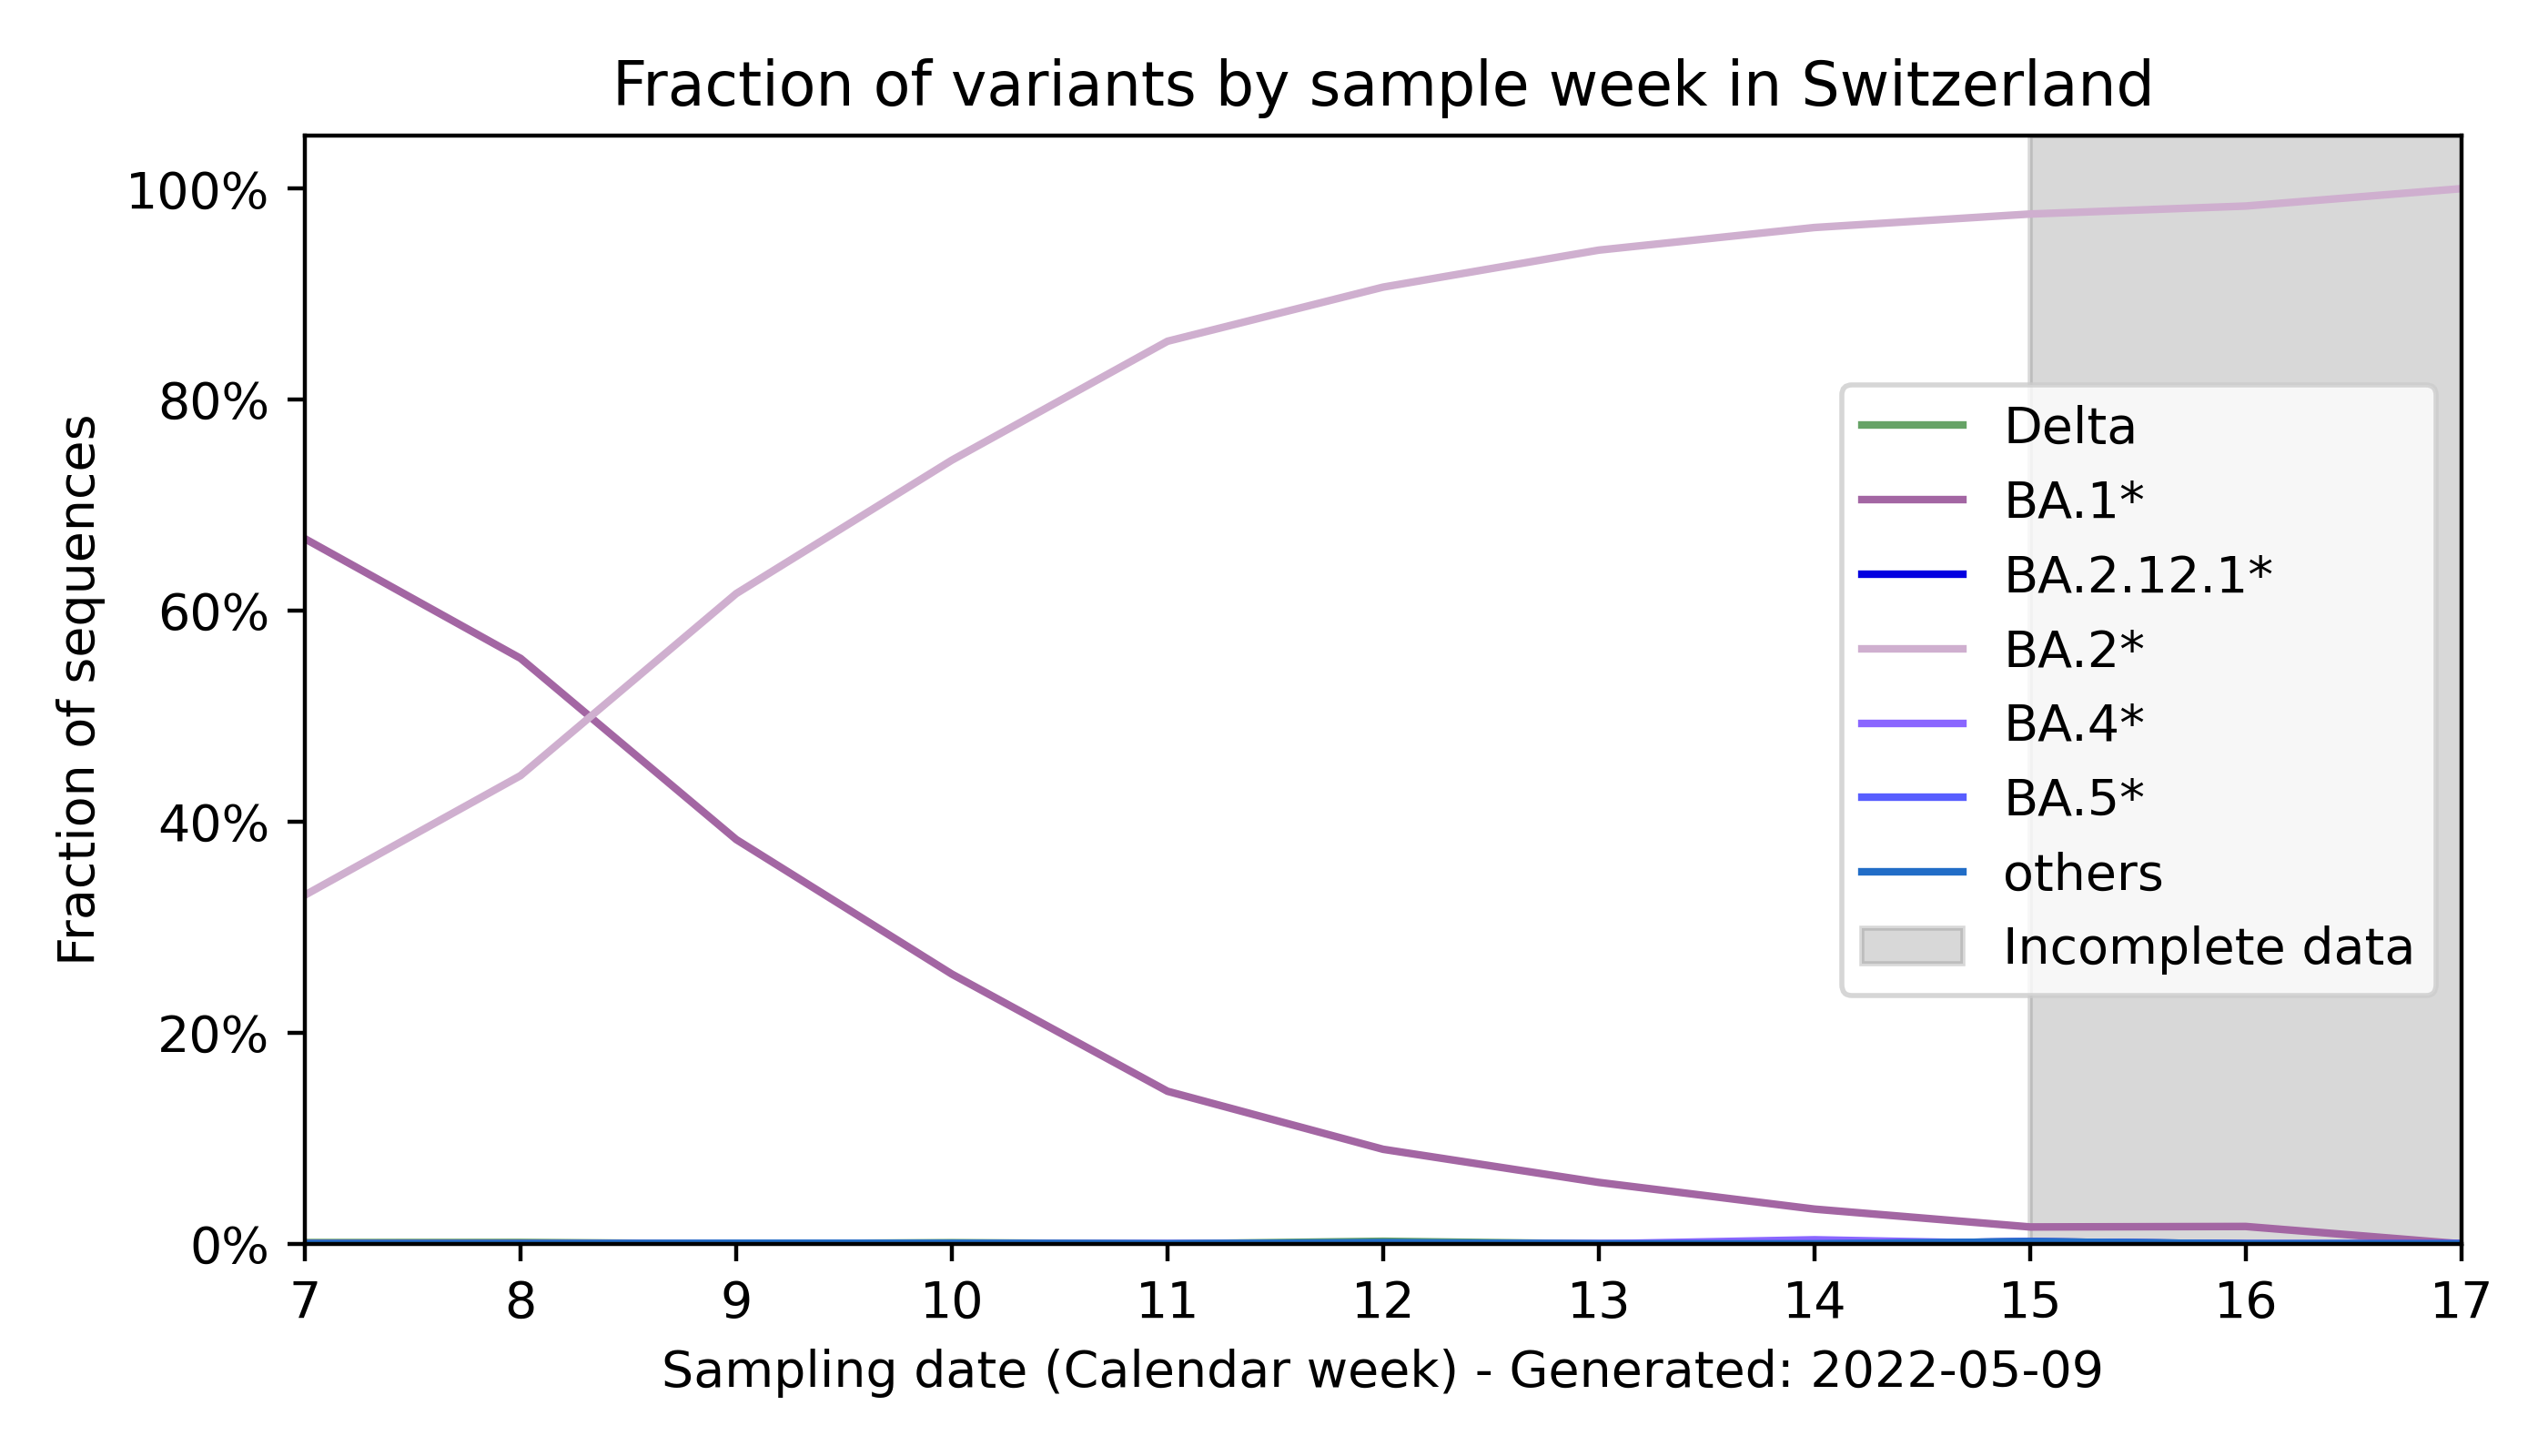 Fraction of variants by sample week in Switzerland
Fraction of sequences
100%
80%
60%
40%
20%
0%
Delta
BA.1*
BA.2.12.1*
BA.2*
BA.4*
BA.5*
others
Incomplete data
7 8 9 10 11 12 13 14 15 16 17
Sampling date (Calendar week) - Generated: 2022-05-09